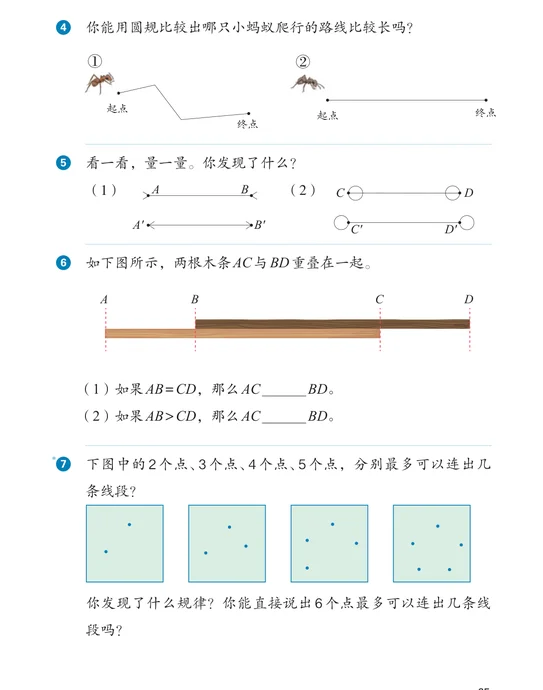 4 你能用圆规比较出哪只小蚂蚁爬行的路线比较长吗？
① ②
起点 终点 起点 终点
5 看一看，量一量。你发现了什么？
（1） A B （2） C D
A′ B′ C′ D′
6 如下图所示，两根木条AC与BD重叠在一起。
A B C D
（1）如果AB=CD，那么AC______BD。
（2）如果AB>CD，那么AC______BD。
*7 下图中的2个点、3个点、4个点、5个点，分别最多可以连出几
条线段？
你发现了什么规律？你能直接说出6个点最多可以连出几条线
段吗？